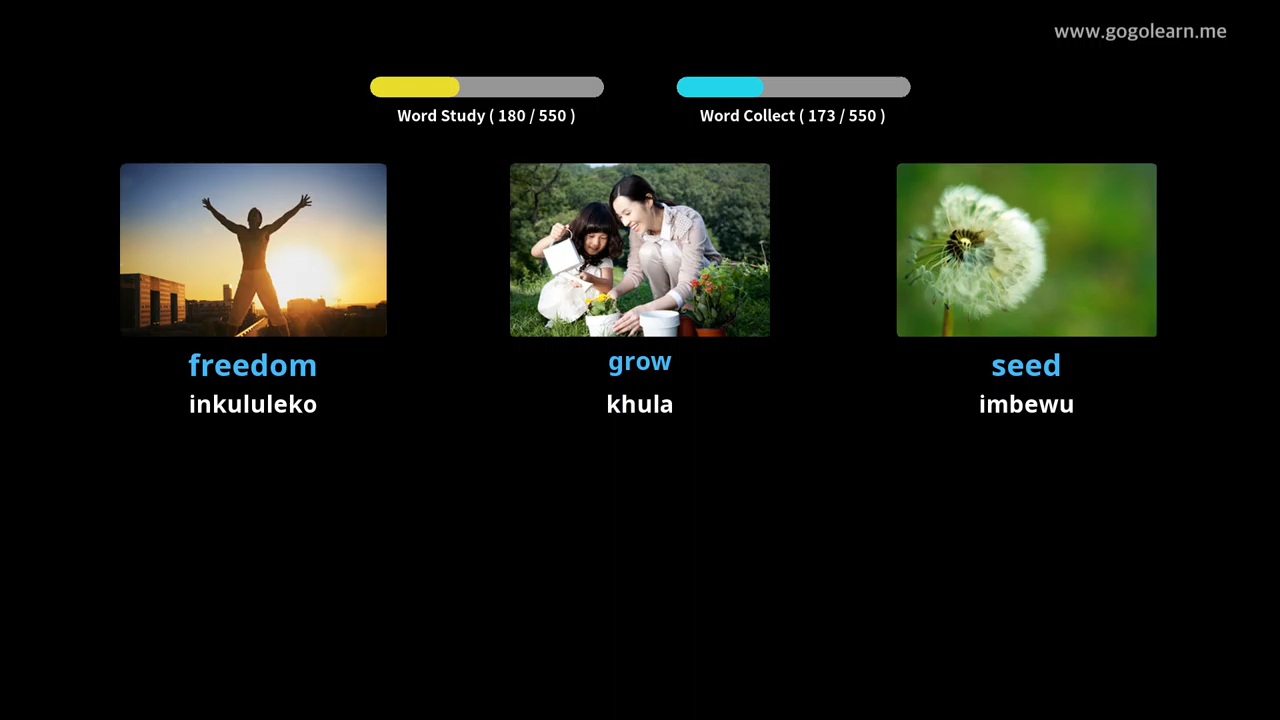 www.gogolearn.me
Word Study ( 180 / 550 )
Word Collect ( 173 / 550 )
freedom
inkululeko
grow
khula
seed
imbewu